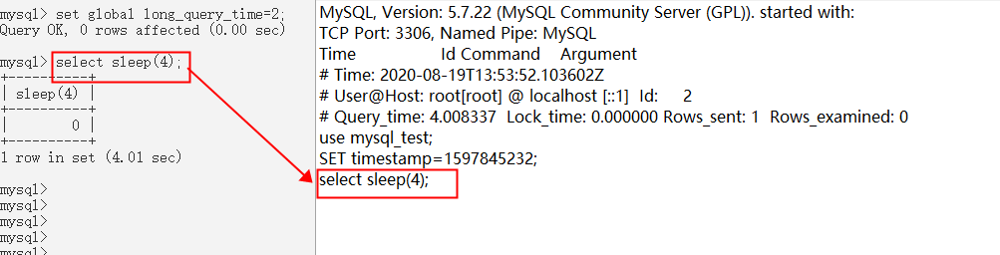 mysql> set global long_query_time=2;
Query OK, 0 rows affected (0.00 sec)
mysql> select sleep(4);
+----------+
| sleep(4) |
+----------+
|        0 |
+----------+
1 row in set (4.01 sec)
mysql>
mysql>
mysql>
mysql>
mysql>
MySQL, Version: 5.7.22 (MySQL Community Server (GPL)). started with:
TCP Port: 3306, Named Pipe: MySQL
Time                 Id Command    Argument
# Time: 2020-08-19T13:53:52.103602Z
# User@Host: root[root] @ localhost [::1]  Id:     2
# Query_time: 4.008337  Lock_time: 0.000000 Rows_sent: 1  Rows_examined: 0
use mysql_test;
SET timestamp=1597845232;
select sleep(4);